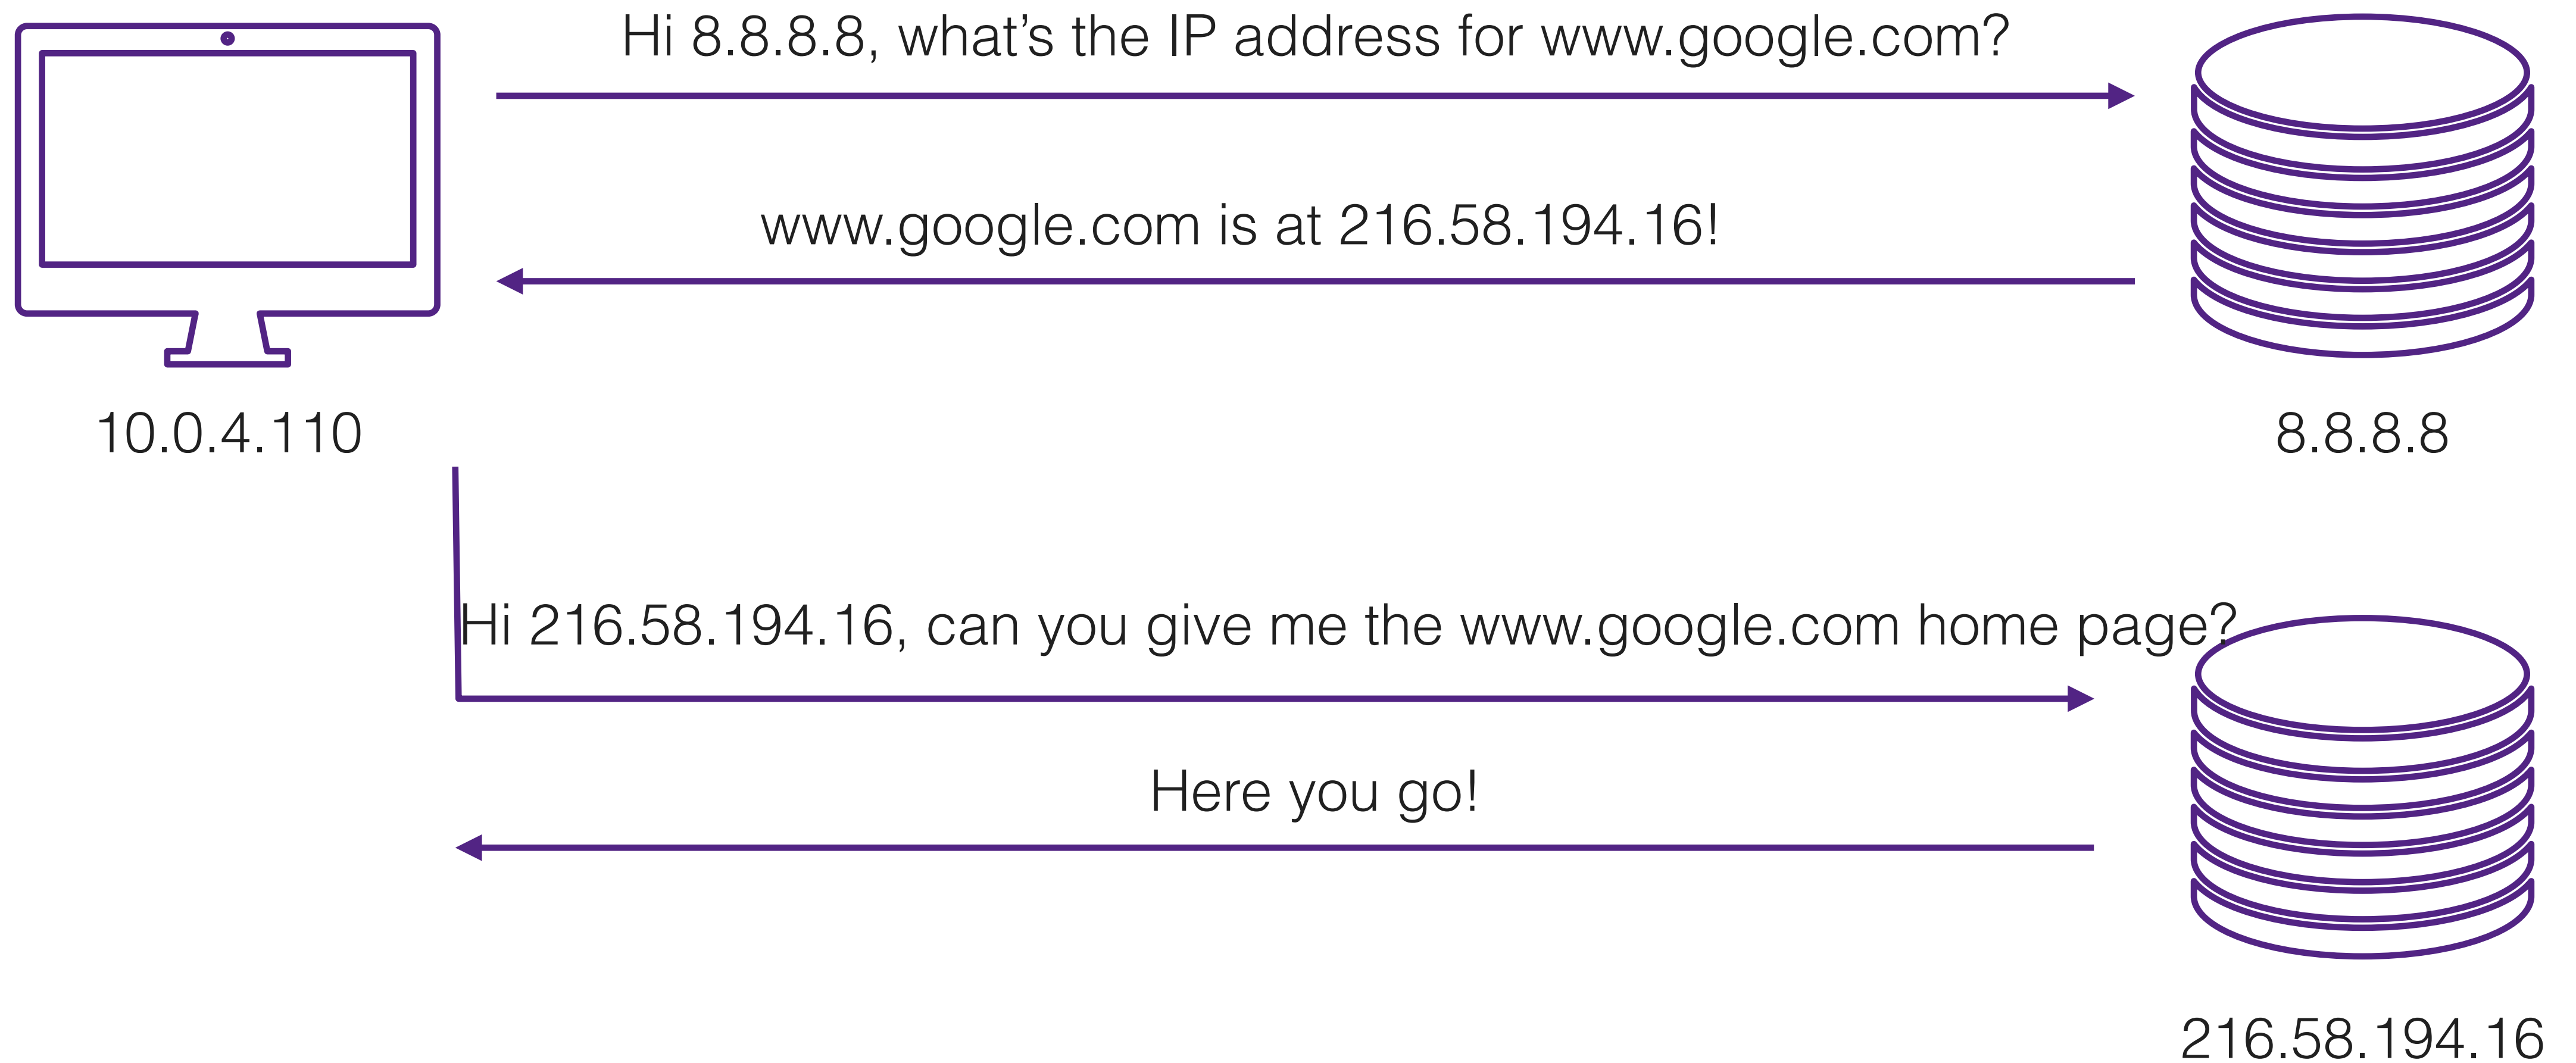 Hi 8.8.8.8, what’s the IP address for www.google.com?
www.google.com is at 216.58.194.16!
10.0.4.110
8.8.8.8
Hi 216.58.194.16, can you give me the www.google.com home page?
Here you go!
216.58.194.16